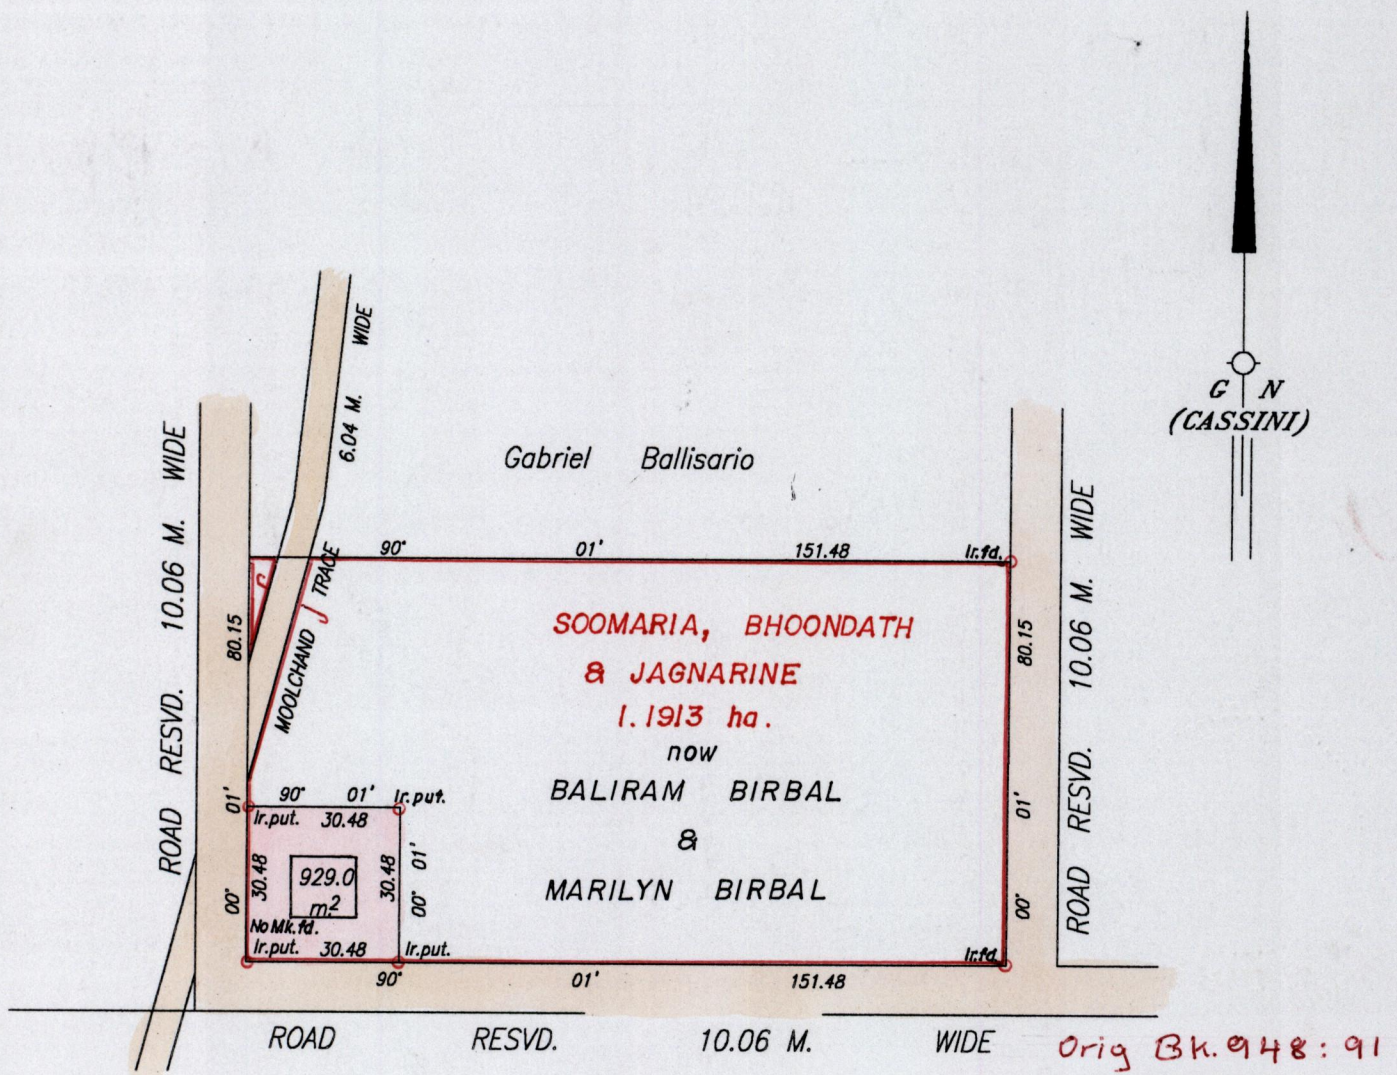 G N
(CASSINI)
6.04 M. WIDE
Gabriel Ballisario
ROAD RESVD. 10.06 M. WIDE
90° 01' 151.48 Ir.fd.
MOOLCHAND TRACE
00° 01' 80.15
SOOMARIA, BHOONDATH
& JAGNARINE
1.1913 ha.
now
BALIRAM BIRBAL
&
MARILYN BIRBAL
00° 01' 80.15
ROAD RESVD. 10.06 M. WIDE
90° 01' Ir.put.
Ir.put. 30.48
30.48
929.0
m.2
30.48
00° 01'
No Mk.fd.
Ir.put. 30.48 Ir.put.
Ir.fd.
90° 01' 151.48
ROAD RESVD. 10.06 M. WIDE
Orig Bk.948:91